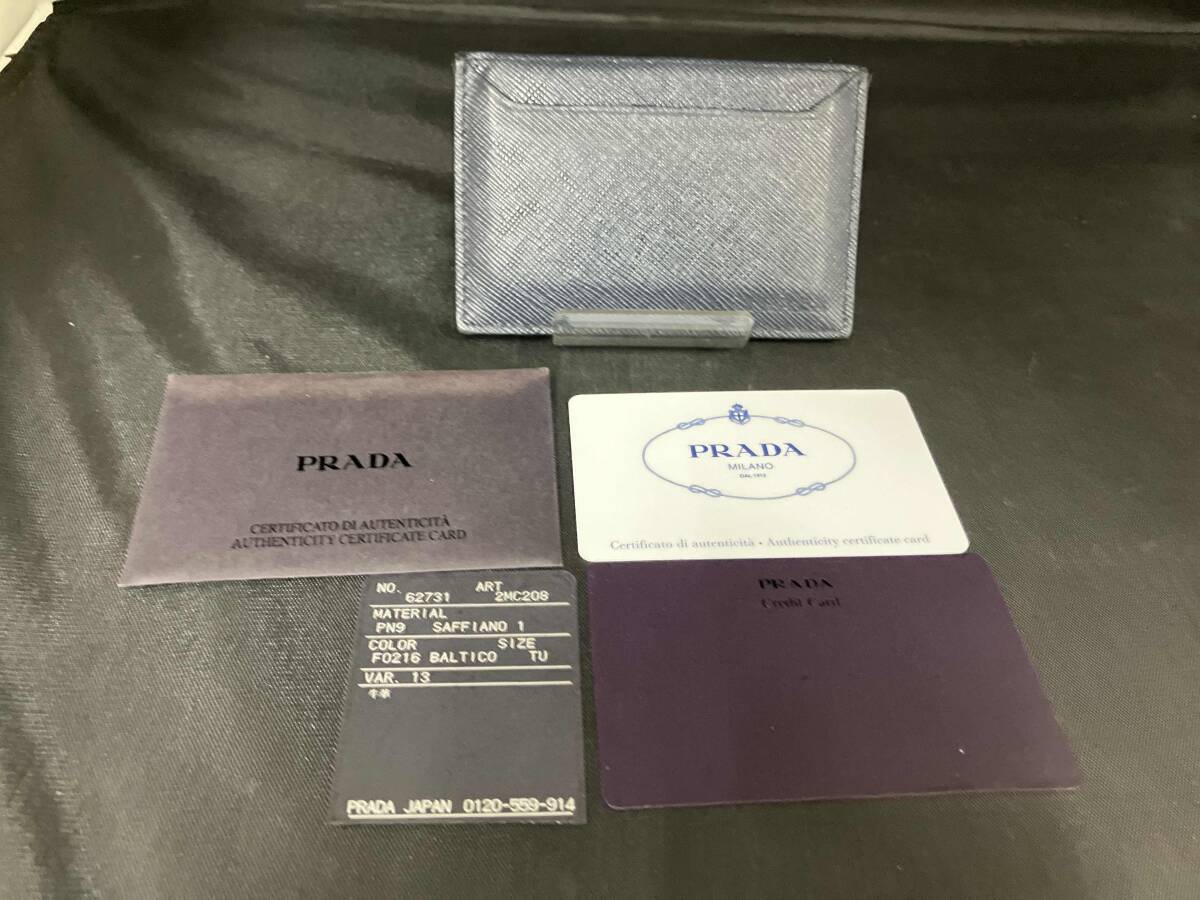 PRADA
CERTIFICATO DI AUTENTICITÀ
AUTHENTICITY CERTIFICATE CARD
PRADA
MILANO
DAL 1913
Certificato di autenticità • Authenticity certificate card
NO. ART
62731 2MC208
MATERIAL
PN9 SAFFIANO 1
COLOR SIZE
F0216 BALTICO TU
VAR. 13
牛革
PRADA JAPAN 0120-559-914
PRADA
Credit Card